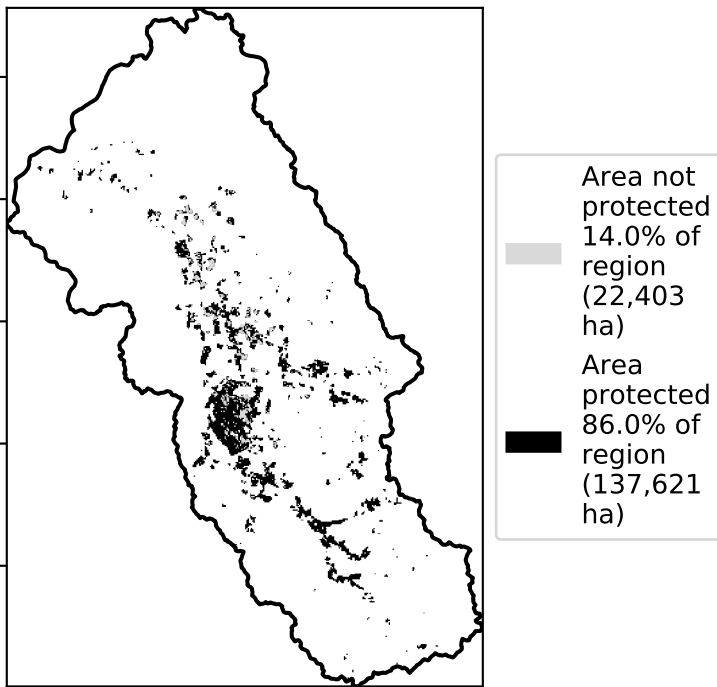 Area not
protected
14.0% of
region
(22,403
ha)
Area
protected
86.0% of
region
(137,621
ha)